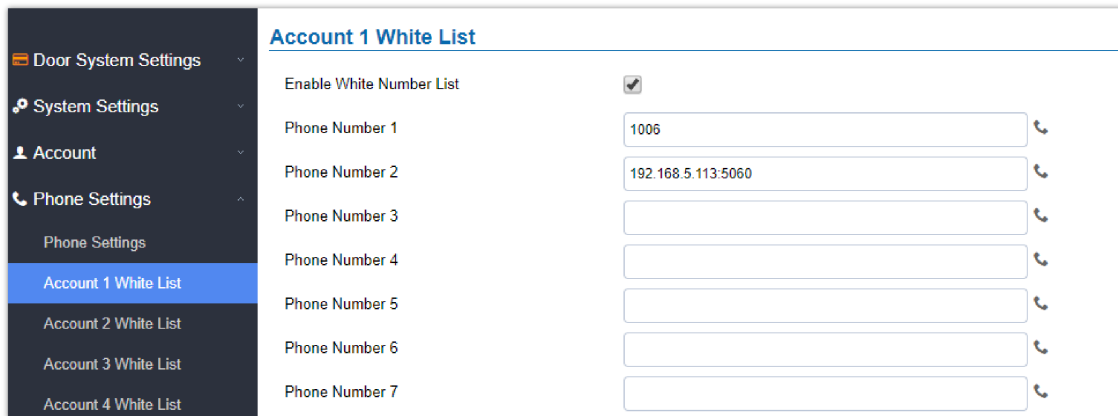 Door System Settings
System Settings
Account
Phone Settings
Phone Settings
Account 1 White List
Account 2 White List
Account 3 White List
Account 4 White List
Account 1 White List
Enable White Number List
Phone Number 1 1006
Phone Number 2 192.168.5.113:5060
Phone Number 3
Phone Number 4
Phone Number 5
Phone Number 6
Phone Number 7